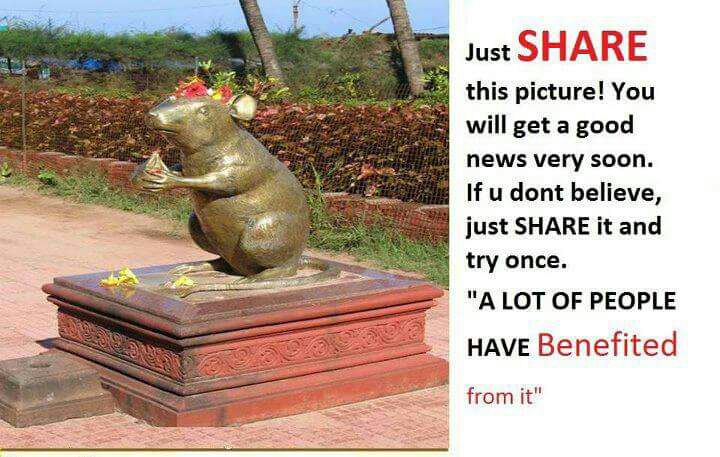 Just SHARE
this picture! You
will get a good
news very soon.
If u dont believe,
just SHARE it and
try once.
"A LOT OF PEOPLE
HAVE Benefited
from it"